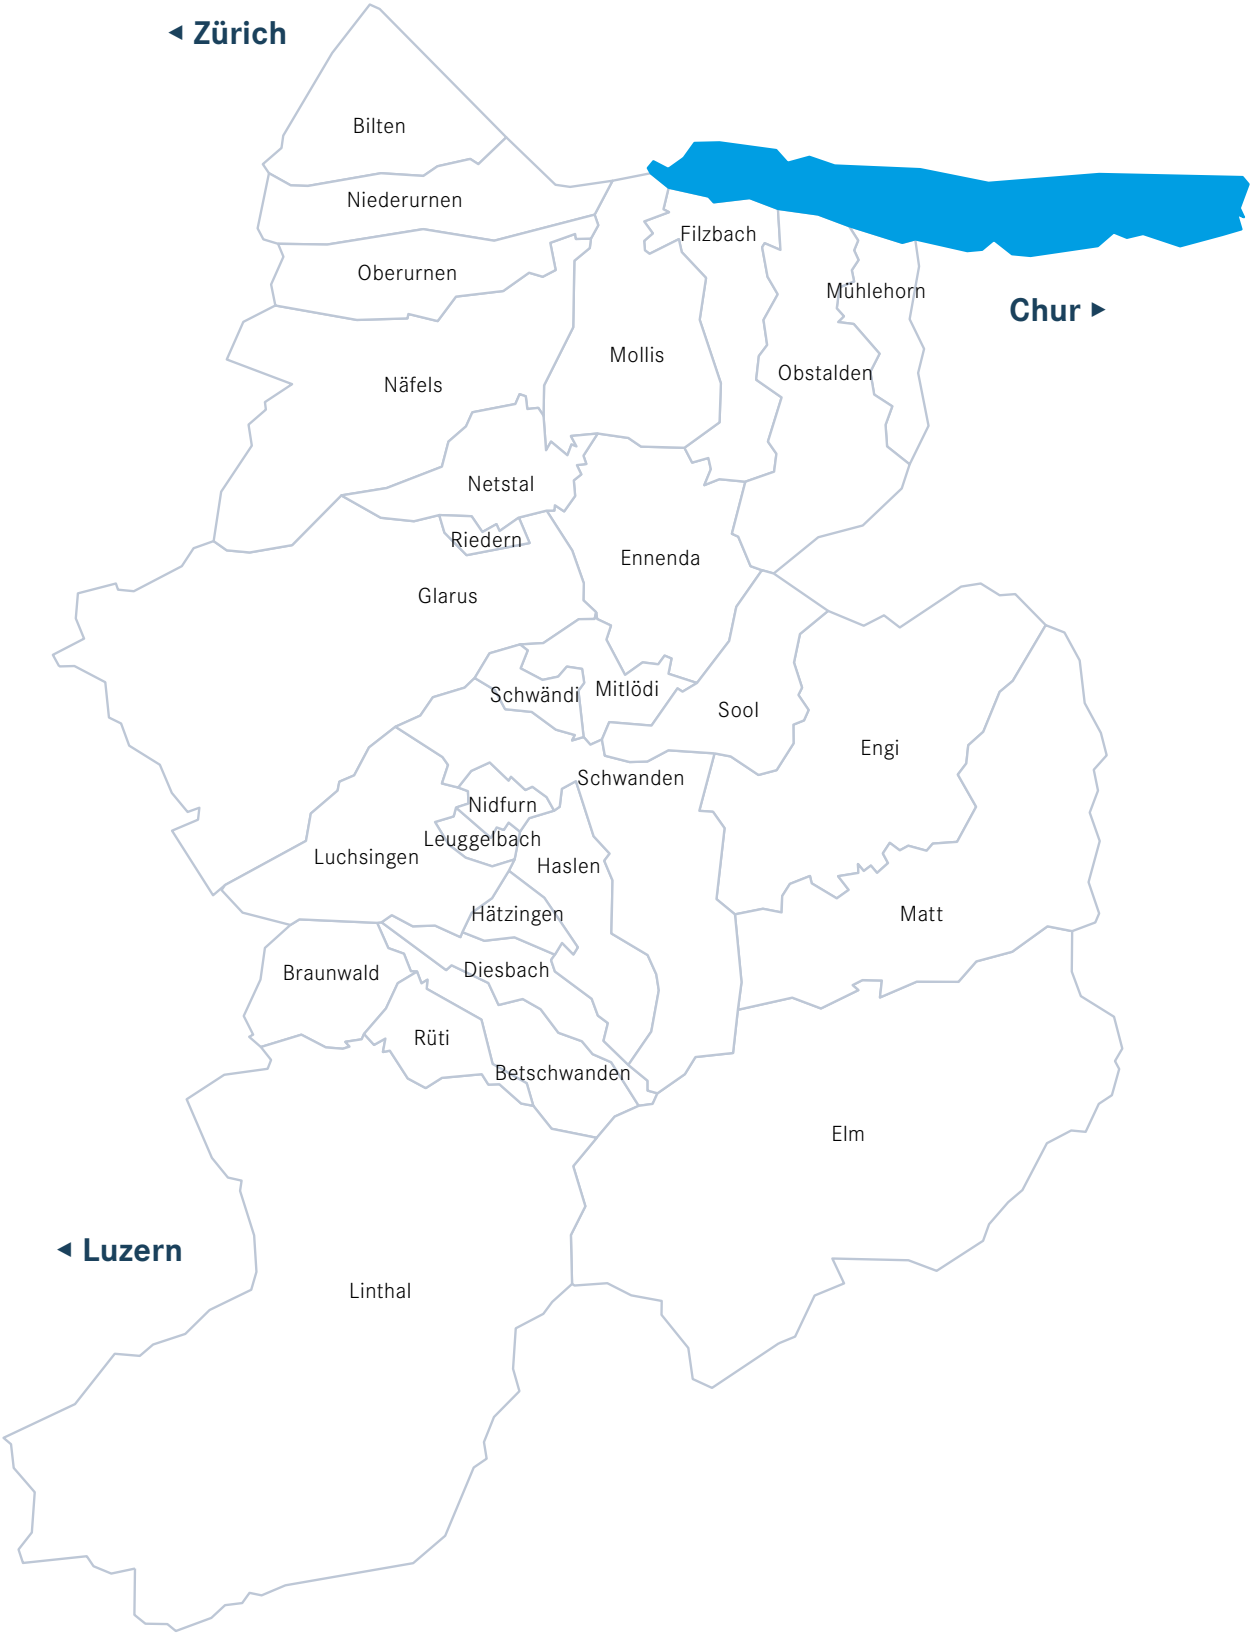 ◄ Zürich
Bilten
Niederurnen
Filzbach
Oberurnen
Mühlehorn
Chur ►
Mollis
Obstalden
Näfels
Netstal
Riedern
Ennenda
Glarus
Schwändi
Mitlödi
Sool
Engi
Schwanden
Nidfurn
Leuggelbach
Luchsingen
Haslen
Hätzingen
Matt
Braunwald
Diesbach
Rüti
Betschwanden
Elm
◄ Luzern
Linthal